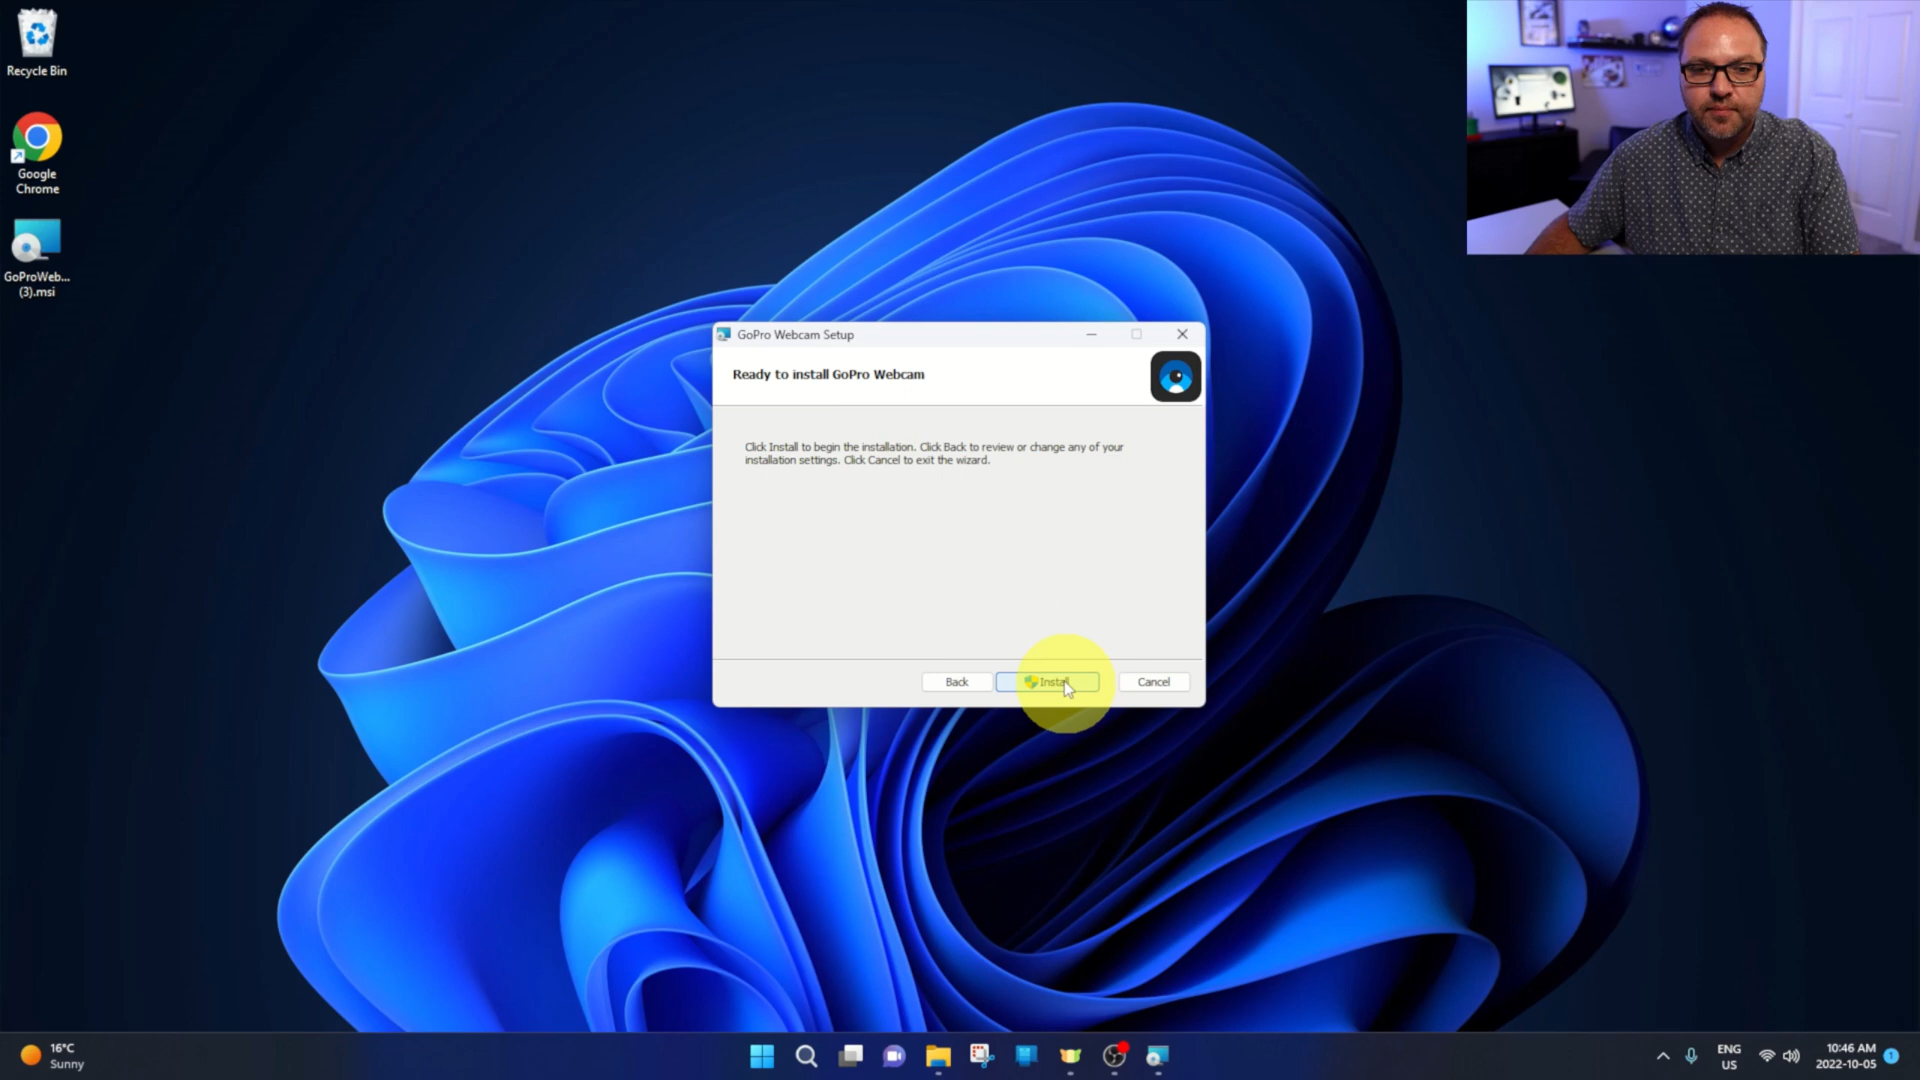 Recycle Bin
Google
Chrome
GoProWeb...
(3).msi
GoPro Webcam Setup
Ready to install GoPro Webcam
Click Install to begin the installation. Click Back to review or change any of your
installation settings. Click Cancel to exit the wizard.
Back
Install
Cancel
16°C
Sunny
ENG
US
10:46 AM
2022-10-05
1